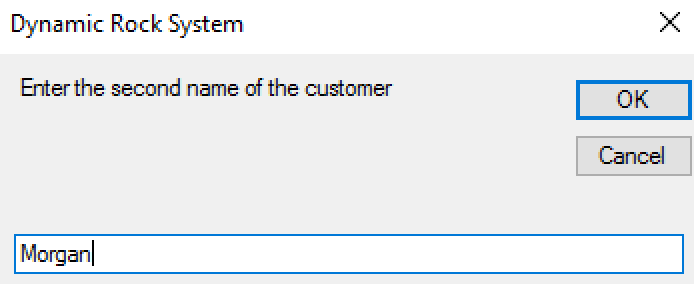 Dynamic Rock System
Enter the second name of the customer
OK
Cancel
Morgan